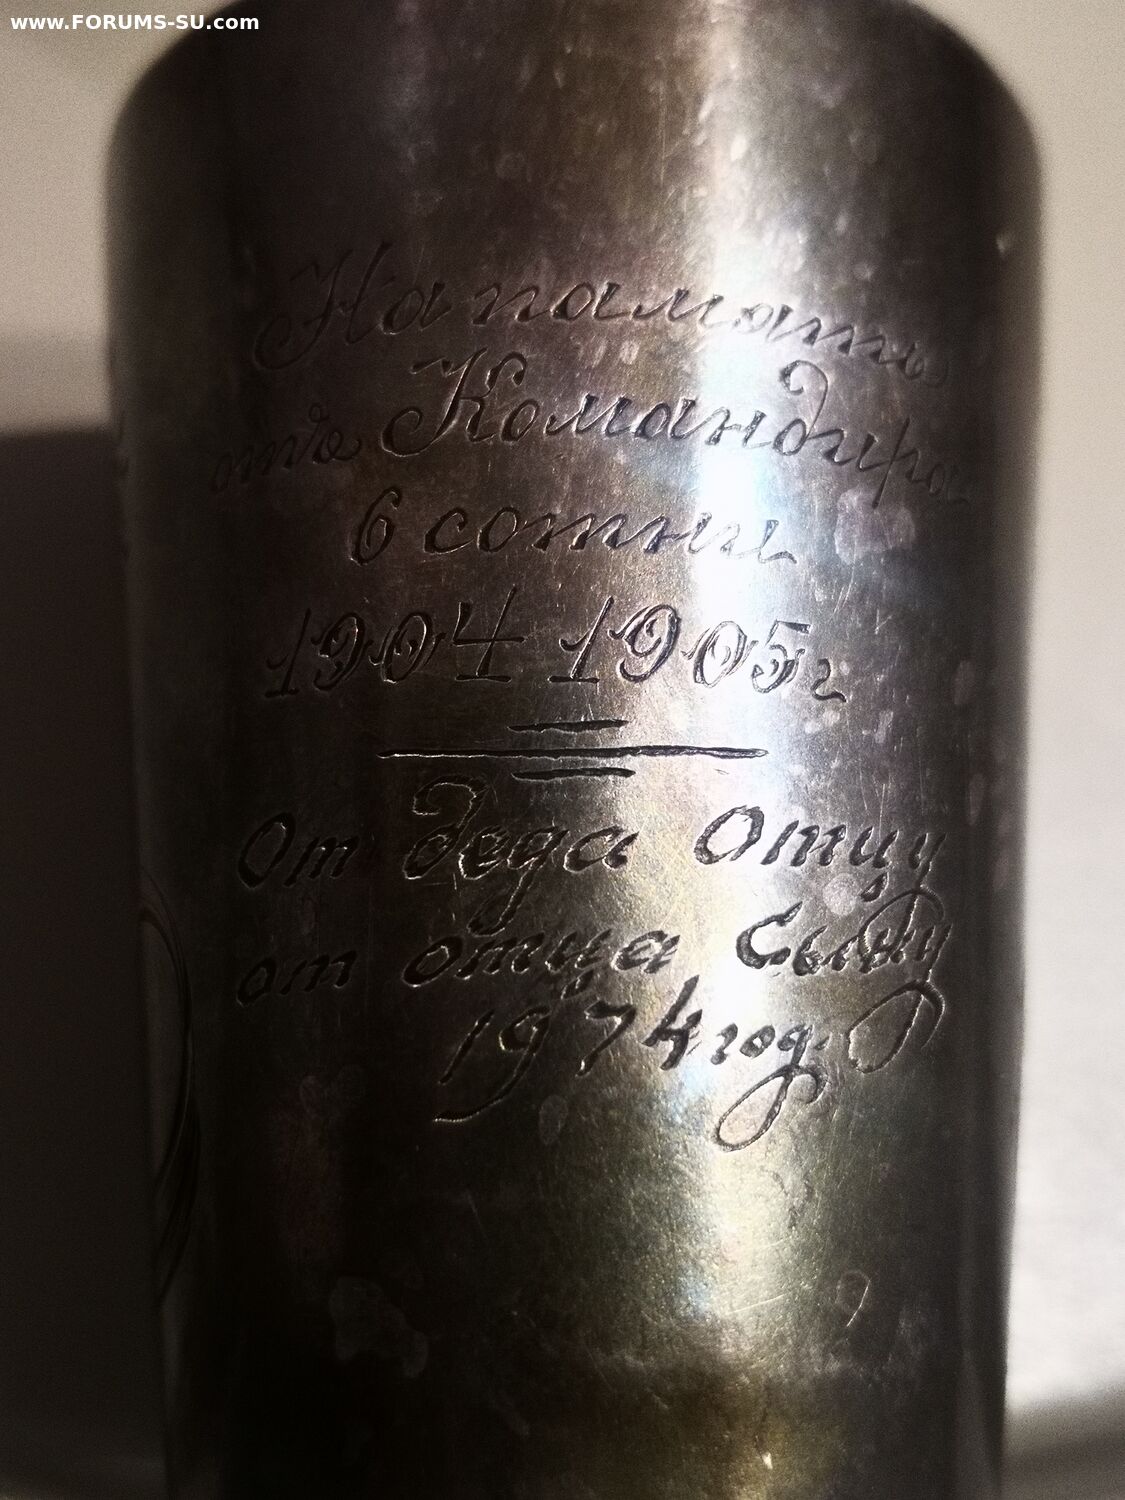 www.FORUMS-SU.com
На память
отъ Командира
6 сотни
1904 1905 г
От деда Отцу
от отца Сыну
1974 год.